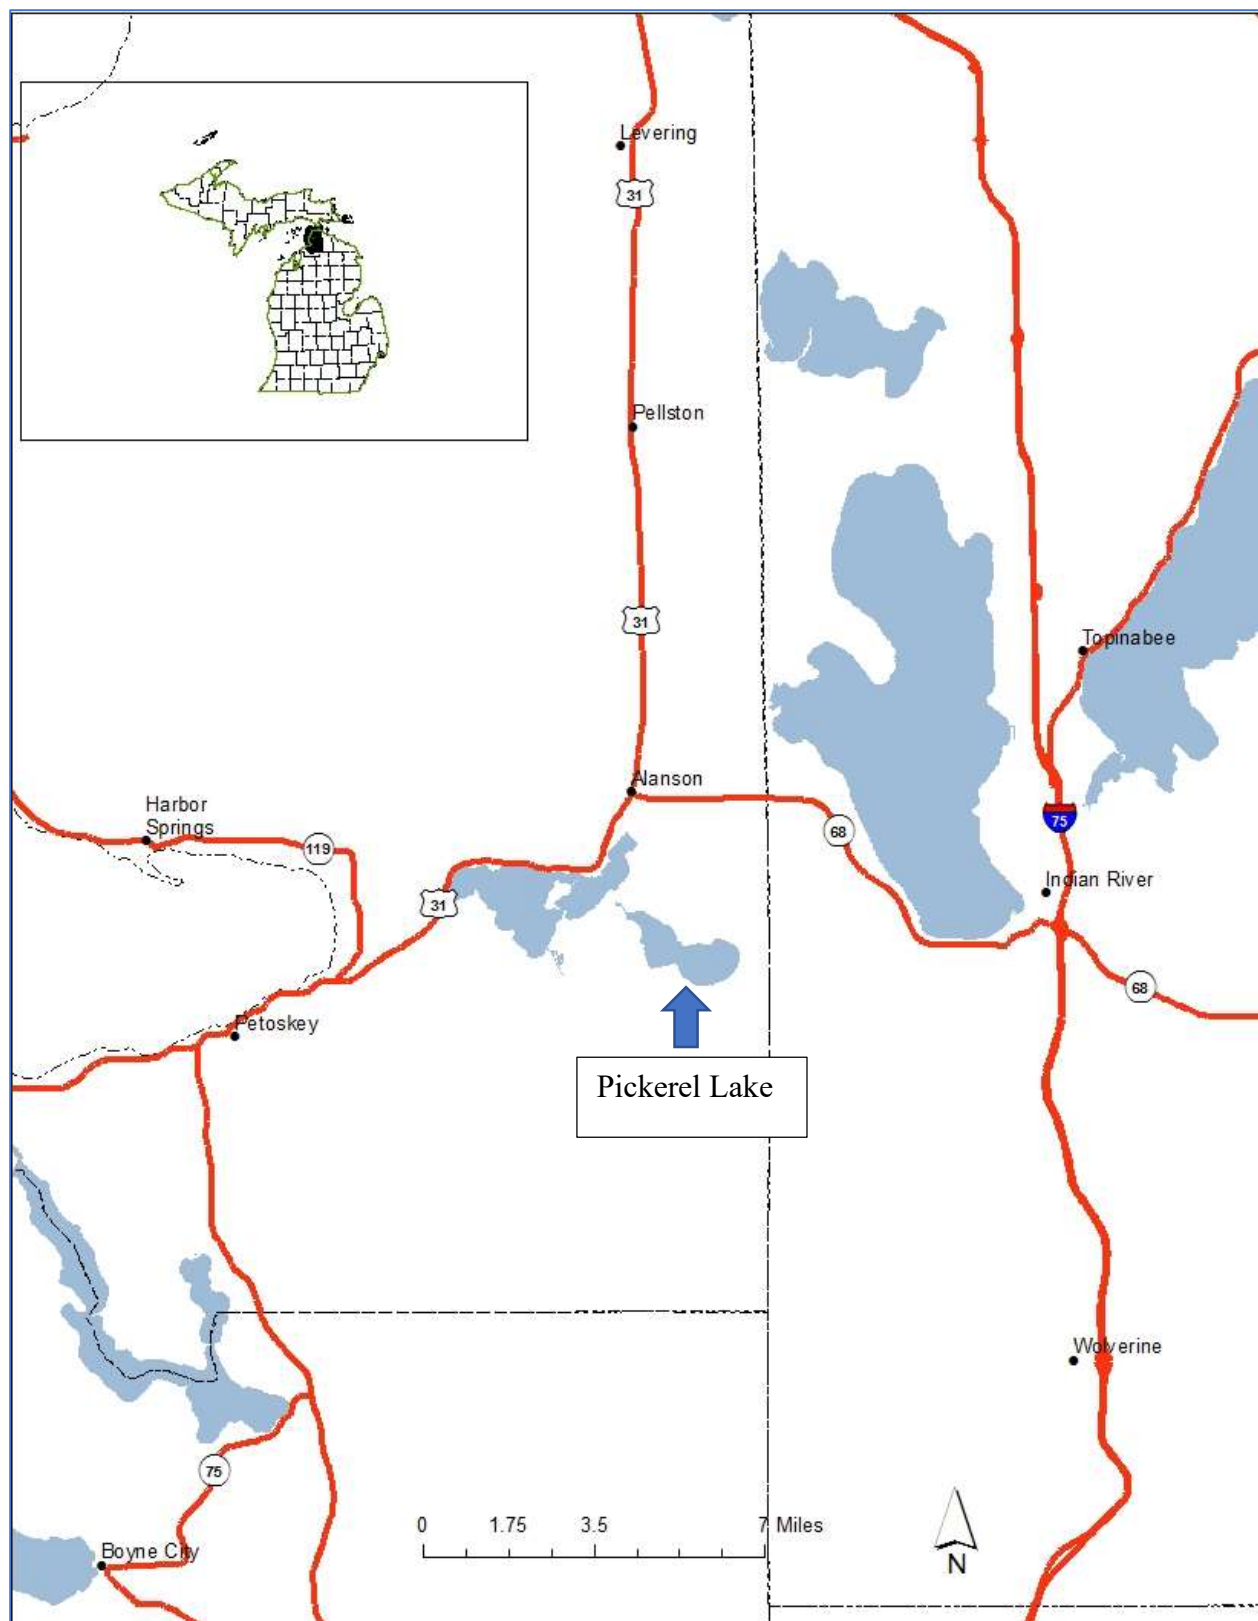 Levering
31
Pellston
31
Topinabee
Alanson
Harbor
Springs
119
68
75
31
Indian River
68
Petoskey
Pickerel Lake
Wolverine
75
0 1.75 3.5 7 Miles
Boyne City
N